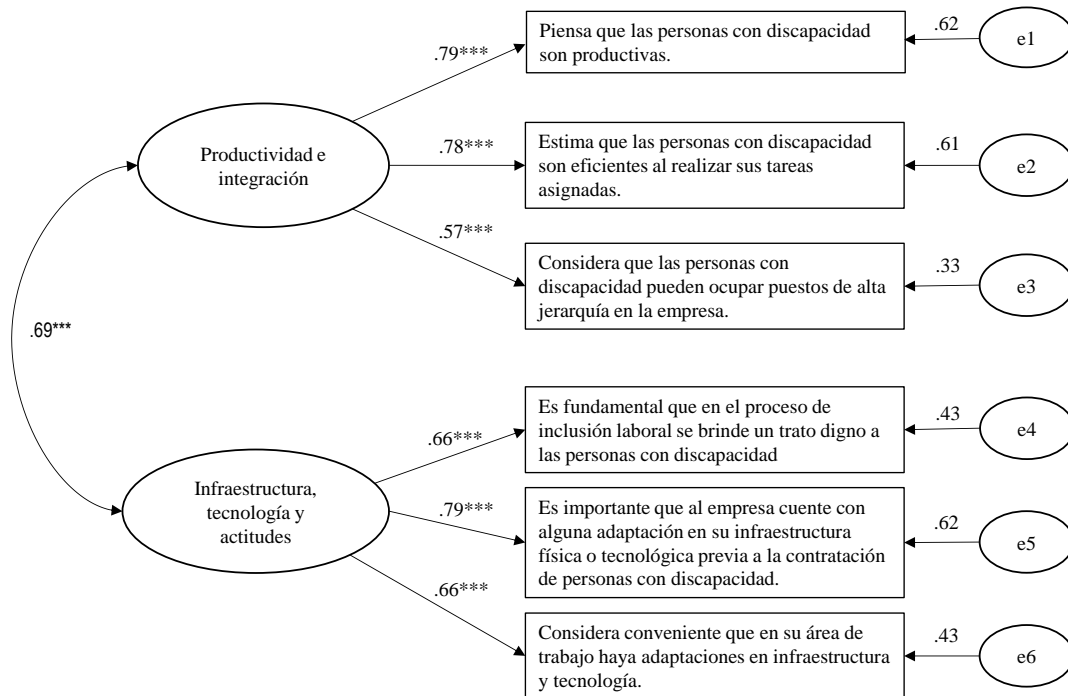 Piensa que las personas con discapacidad
son productivas.
.62
e1
.79***
Productividad e
integración
.78***
Estima que las personas con discapacidad
son eficientes al realizar sus tareas
asignadas.
.61
e2
.57***
Considera que las personas con
discapacidad pueden ocupar puestos de alta
jerarquía en la empresa.
.33
e3
.69***
Es fundamental que en el proceso de
inclusión laboral se brinde un trato digno a
las personas con discapacidad
.43
e4
.66***
Infraestructura,
tecnología y
actitudes
.79***
Es importante que al empresa cuente con
alguna adaptación en su infraestructura
física o tecnológica previa a la contratación
de personas con discapacidad.
.62
e5
.66***
Considera conveniente que en su área de
trabajo haya adaptaciones en infraestructura
y tecnología.
.43
e6